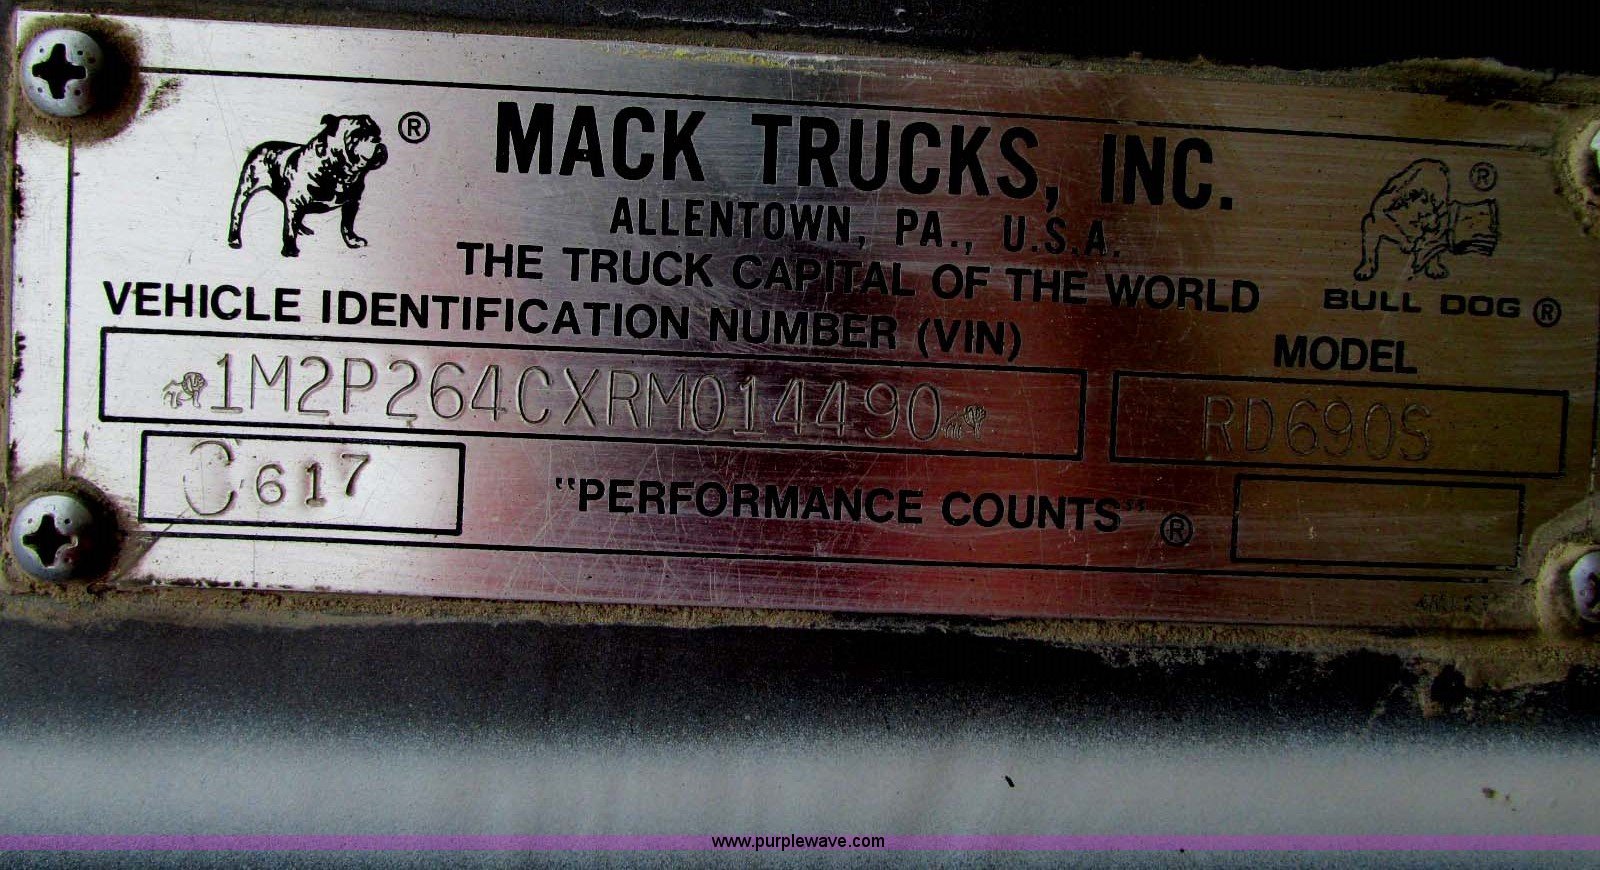 ®
MACK TRUCKS, INC.
®
ALLENTOWN, PA., U.S.A.
THE TRUCK CAPITAL OF THE WORLD
BULL DOG ®
VEHICLE IDENTIFICATION NUMBER (VIN)
MODEL
1M2P264CXRM014490
RD690S
C617
"PERFORMANCE COUNTS" ®
www.purplewave.com